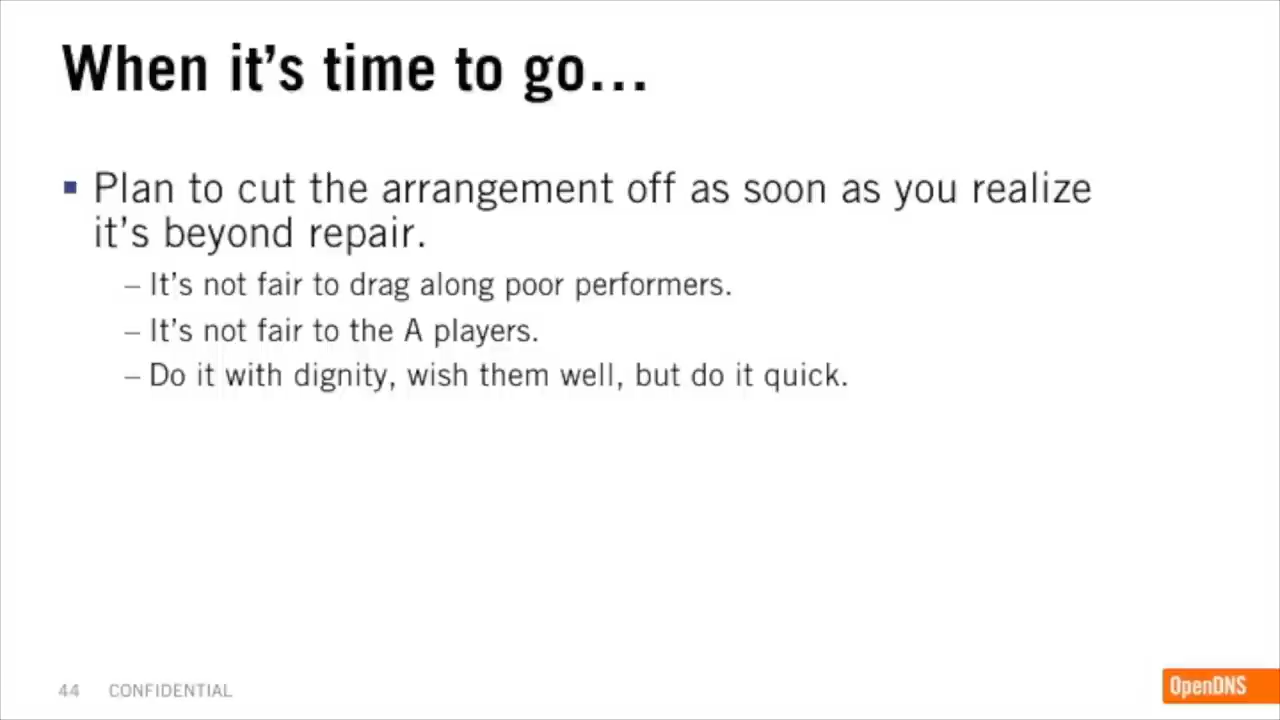 When it's time to go...
Plan to cut the arrangement off as soon as you realize
it's beyond repair.
– It's not fair to drag along poor performers.
– It's not fair to the A players.
– Do it with dignity, wish them well, but do it quick.
44 CONFIDENTIAL
OpenDNS